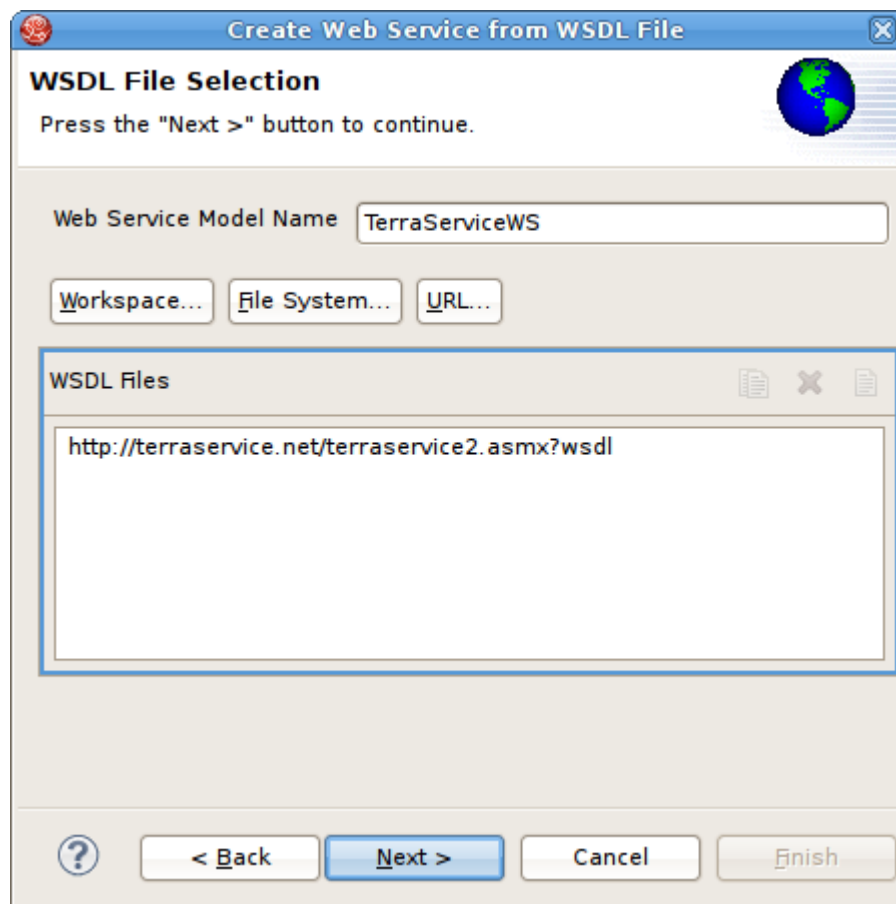 Create Web Service from WSDL File
WSDL File Selection
Press the "Next >" button to continue.
Web Service Model Name TerraServiceWS
Workspace... File System... URL...
WSDL Files
http://terraservice.net/terraservice2.asmx?wsdl
? < Back Next > Cancel Finish